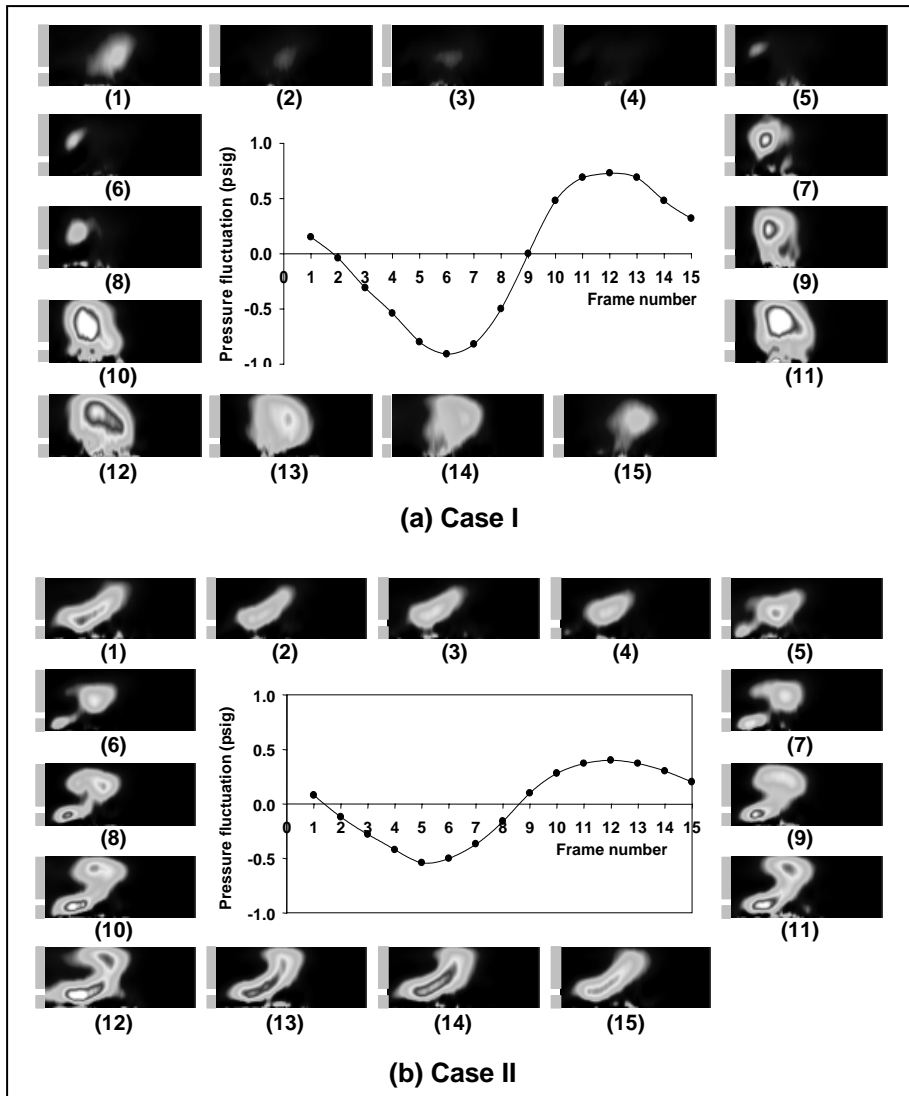 (1) (2) (3) (4) (5)
(6) (7)
(8) (9)
(10) (11)
Pressure fluctuation (psig)
1.0
0.5
0.0
-0.5
-1.0
0 1 2 3 4 5 6 7 8 9 10 11 12 13 14 15
Frame number
(12) (13) (14) (15)
(a) Case I
(1) (2) (3) (4) (5)
(6) (7)
(8) (9)
(10) (11)
Pressure fluctuation (psig)
1.0
0.5
0.0
-0.5
-1.0
0 1 2 3 4 5 6 7 8 9 10 11 12 13 14 15
Frame number
(12) (13) (14) (15)
(b) Case II